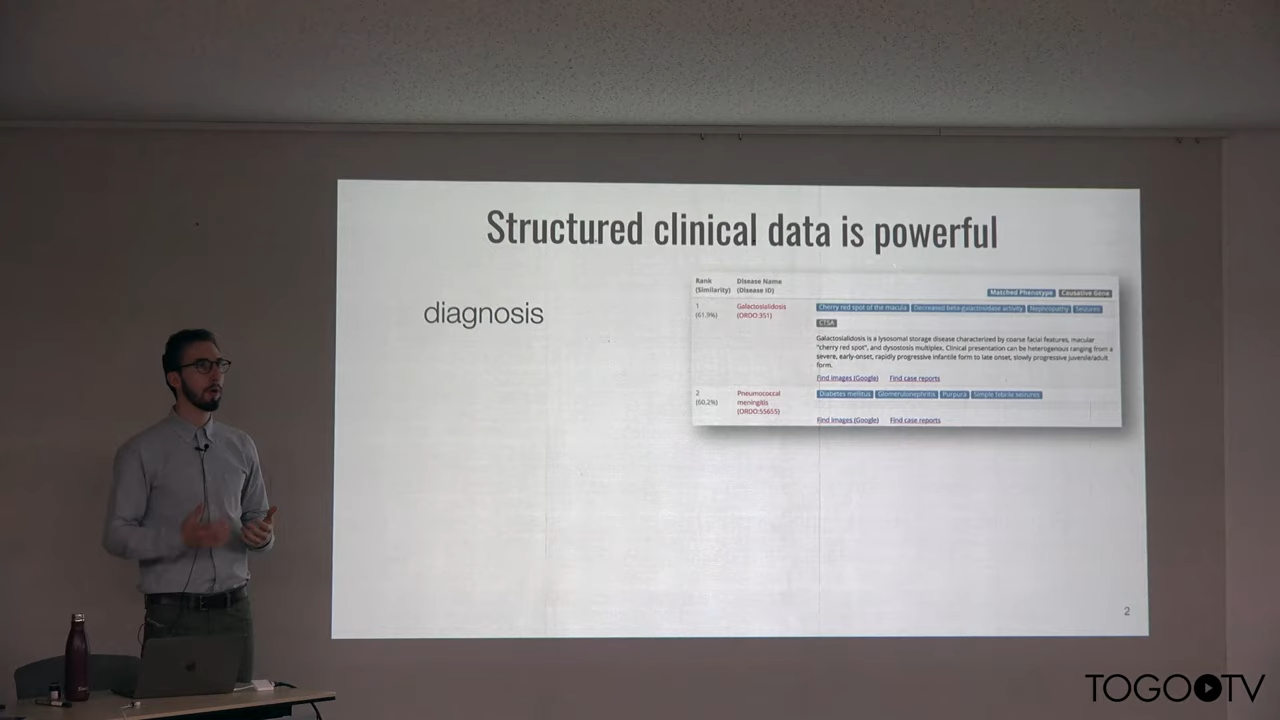 Structured clinical data is powerful
diagnosis
Rank
(Similarity)
Disease Name
(Disease ID)
Matched Phenotype
Causative Gene
1
(61.9%)
Galactosialidosis
(ORDO:351)
Cherry red spot of the macula Decreased beta-galactosidase activity Nephropathy Seizures
CTSA
Galactosialidosis is a lysosomal storage disease characterized by coarse facial features, macular
"cherry red spot", and dysostosis multiplex. Clinical presentation can be heterogenous ranging from a
severe, early-onset, rapidly progressive infantile form to late onset, slowly progressive juvenile/adult
form.
Find images (Google) Find case reports
2
(60.2%)
Pneumococcal
meningitis
(ORDO:55655)
Diabetes mellitus Glomerulonephritis Purpura Simple febrile seizures
Find images (Google) Find case reports
2
TOGOTV